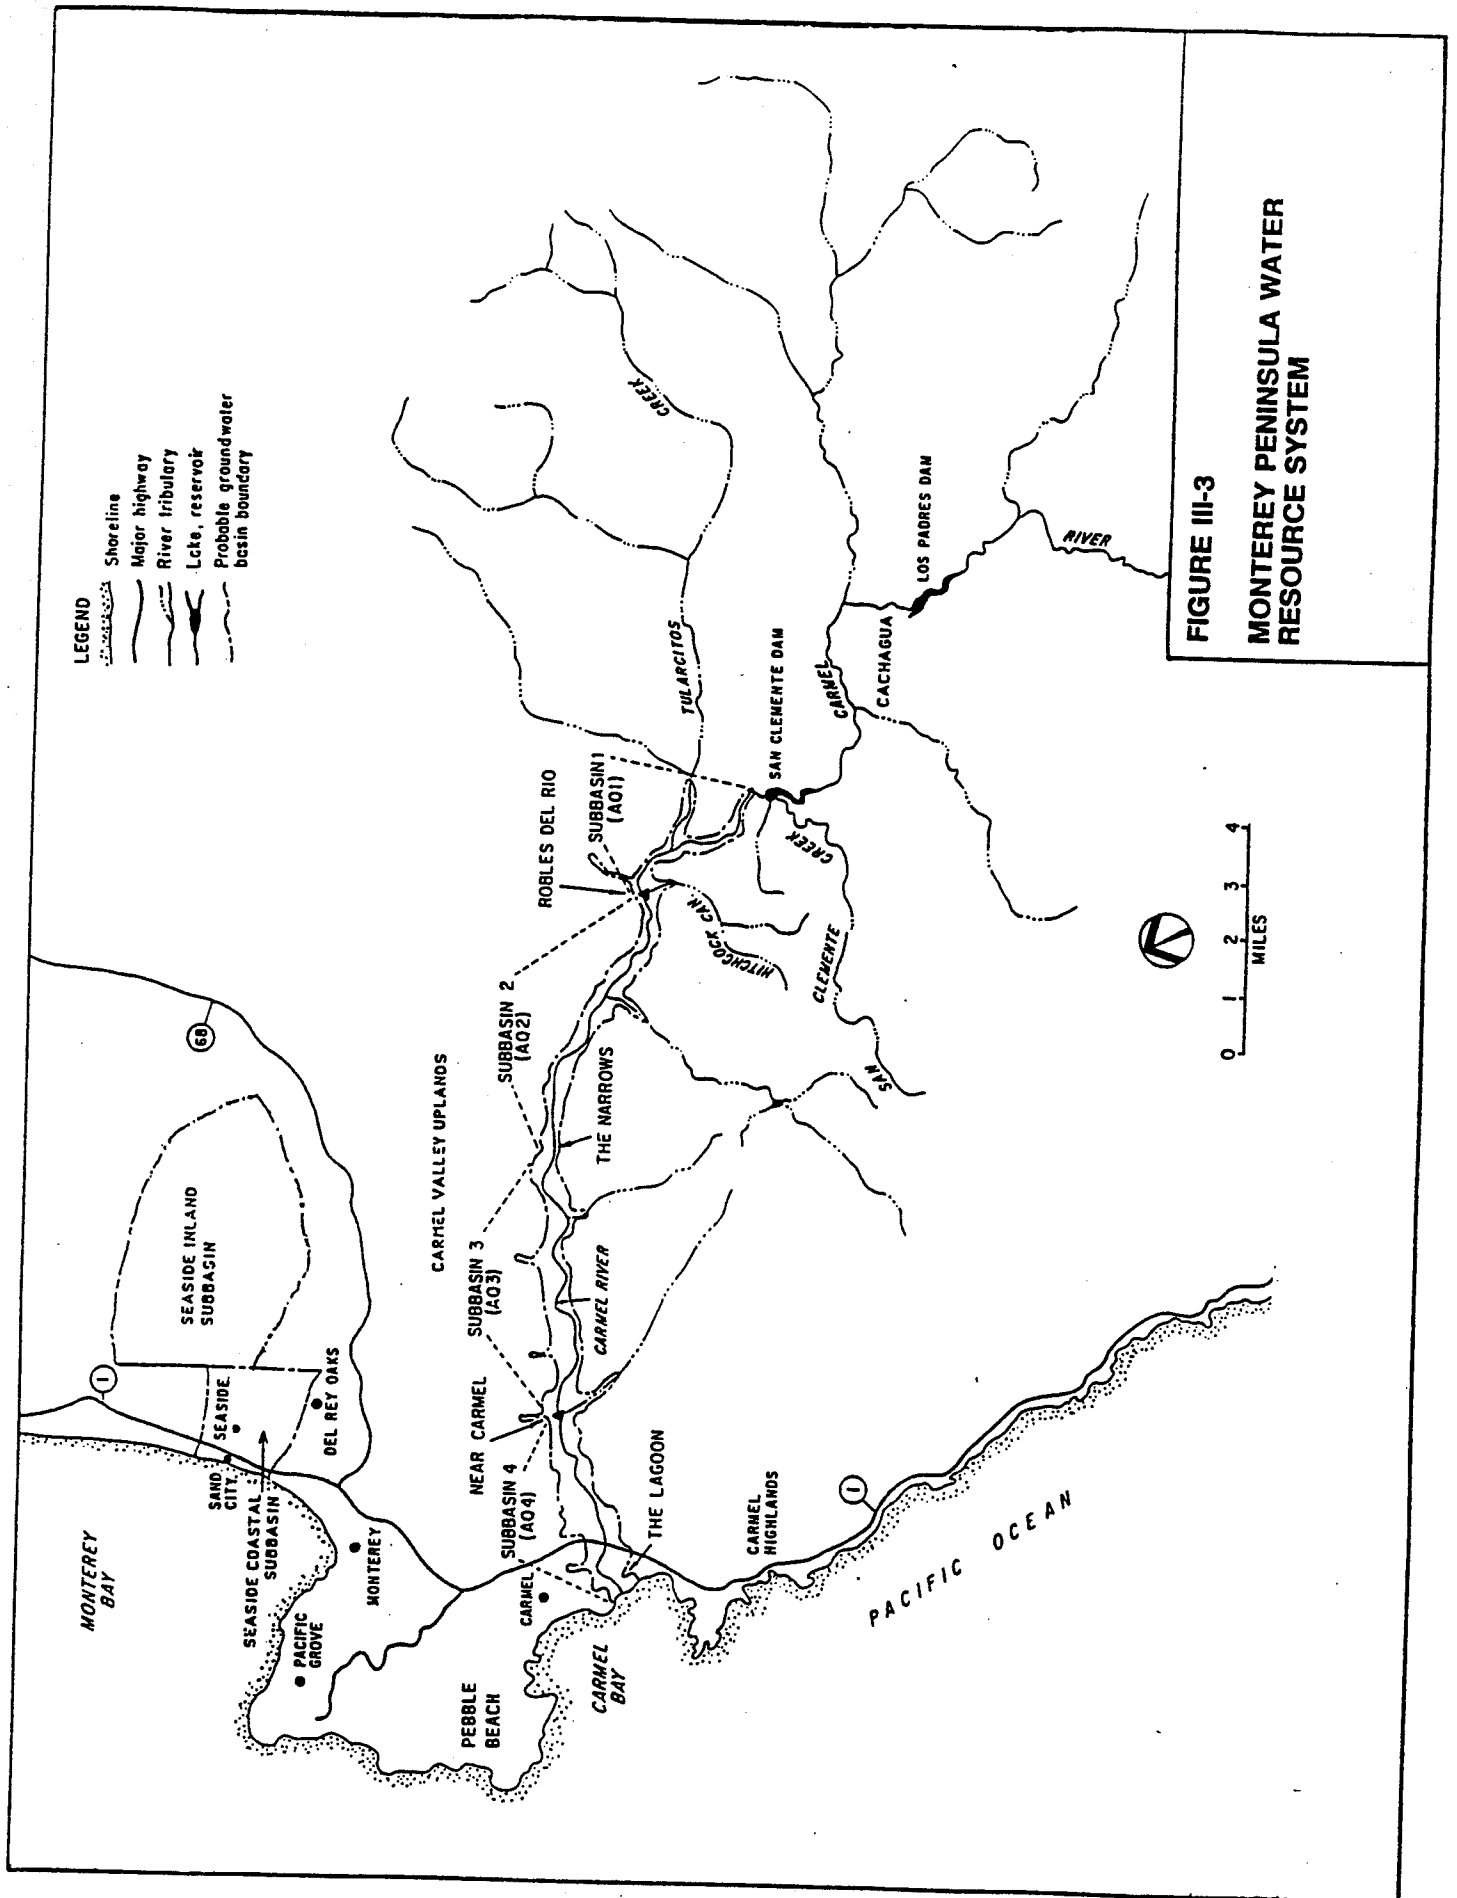 LEGEND
Shoreline
Major highway
River tributary
Lake, reservoir
Probable groundwater
basin boundary
MONTEREY
BAY
1
68
SAND
CITY
SEASIDE
SEASIDE INLAND
SUBBASIN
SEASIDE COASTAL
SUBBASIN
DEL REY OAKS
PACIFIC
GROVE
MONTEREY
PEBBLE
BEACH
CARMEL
CARMEL
BAY
CARMEL VALLEY UPLANDS
NEAR CARMEL
SUBBASIN 4
(AQ4)
SUBBASIN 3
(AQ3)
SUBBASIN 2
(AQ2)
SUBBASIN 1
(AQ1)
ROBLES DEL RIO
THE NARROWS
CARMEL RIVER
THE LAGOON
TULARCITOS
CREEK
HITCHCOCK CAN.
SAN CLEMENTE DAM
SAN
CLEMENTE
CREEK
CARMEL
RIVER
CACHAGUA
LOS PADRES DAM
CARMEL
HIGHLANDS
1
PACIFIC OCEAN
0 1 2 3 4
MILES
FIGURE III-3
MONTEREY PENINSULA WATER
RESOURCE SYSTEM